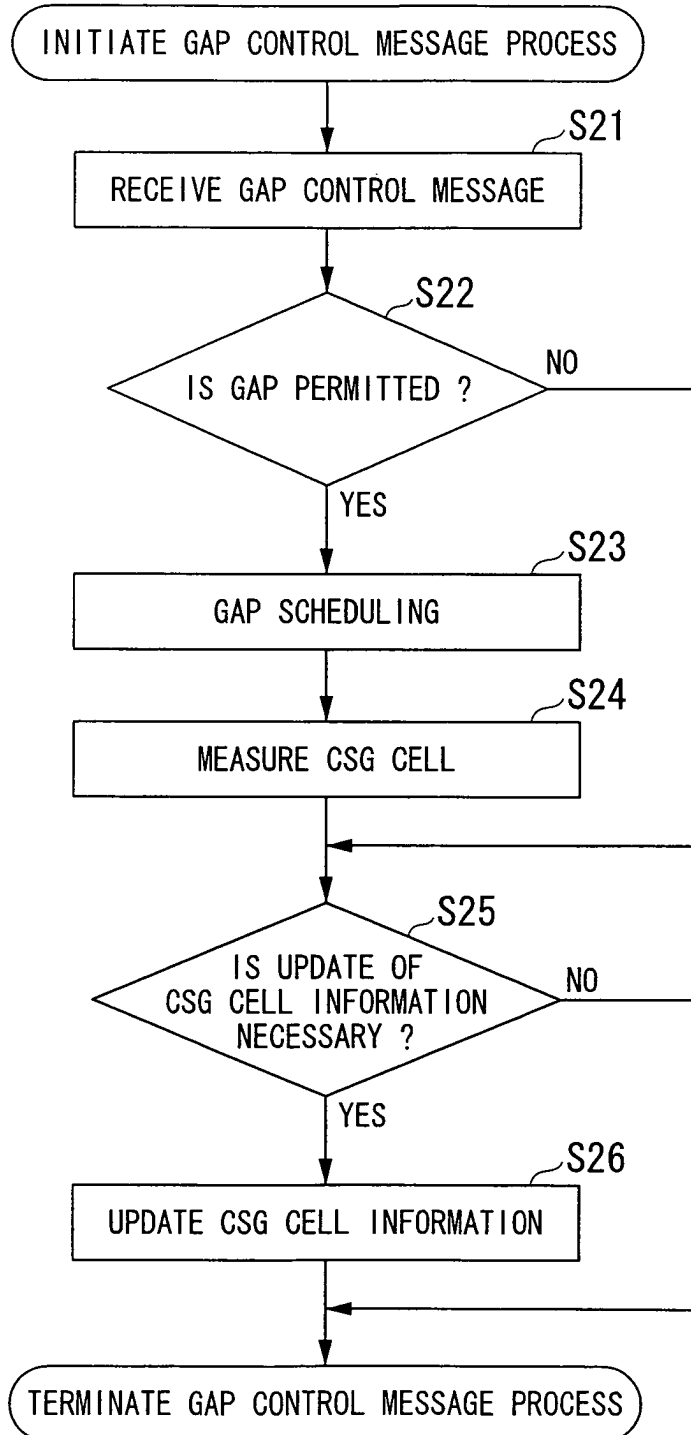 INITIATE GAP CONTROL MESSAGE PROCESS
S21
RECEIVE GAP CONTROL MESSAGE
S22
IS GAP PERMITTED ?
NO
YES
S23
GAP SCHEDULING
S24
MEASURE CSG CELL
S25
IS UPDATE OF
CSG CELL INFORMATION
NECESSARY ?
NO
YES
S26
UPDATE CSG CELL INFORMATION
TERMINATE GAP CONTROL MESSAGE PROCESS